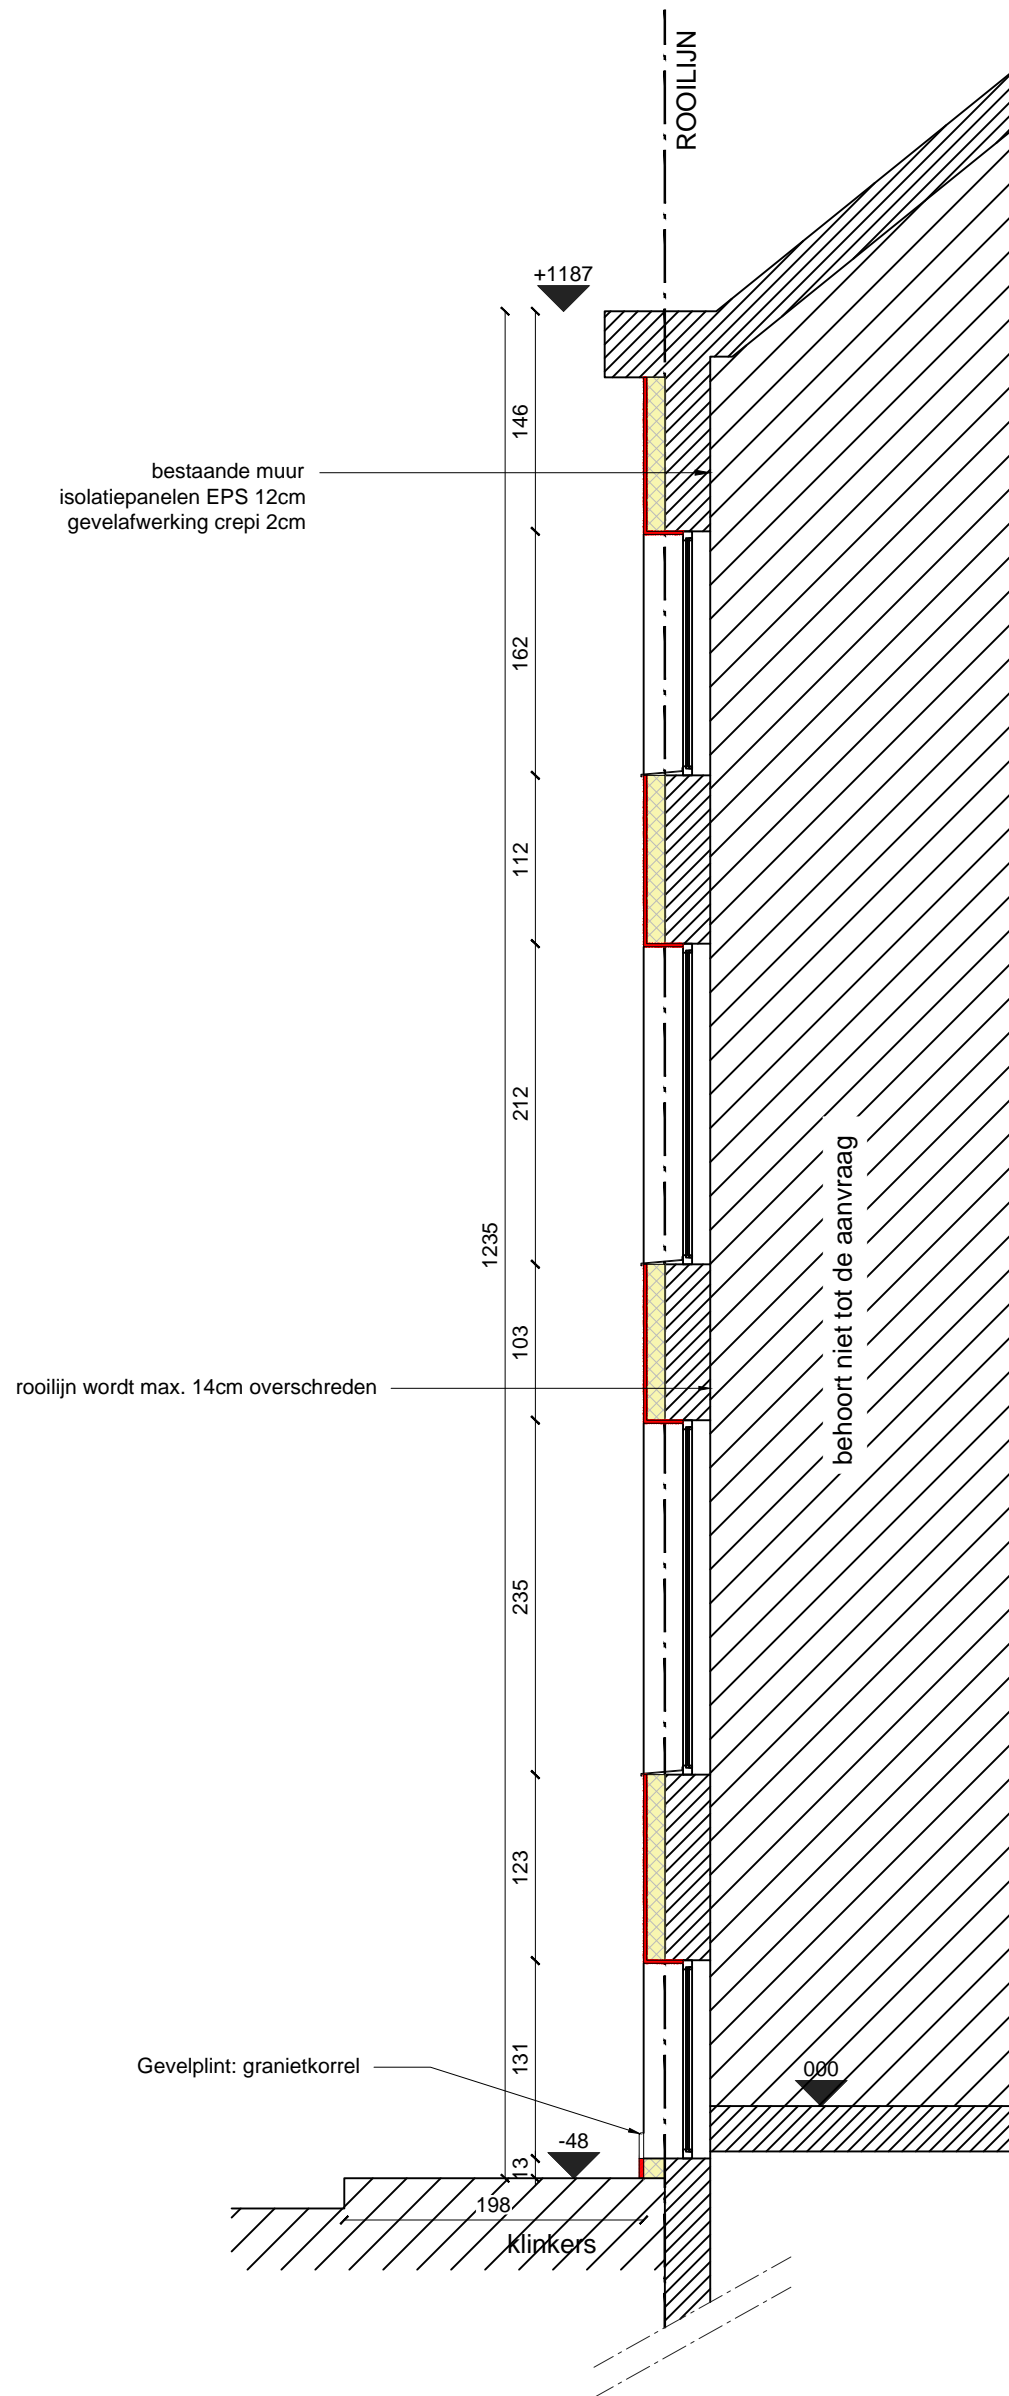 ROOILIJN
+1187
146
bestaande muur
isolatiepanelen EPS 12cm
gevelafwerking crepi 2cm
162
112
212
1235
behoort niet tot de aanvraag
103
rooilijn wordt max. 14cm overschreden
235
123
131
Gevelplint: granietkorrel
000
-48
13
198
klinkers